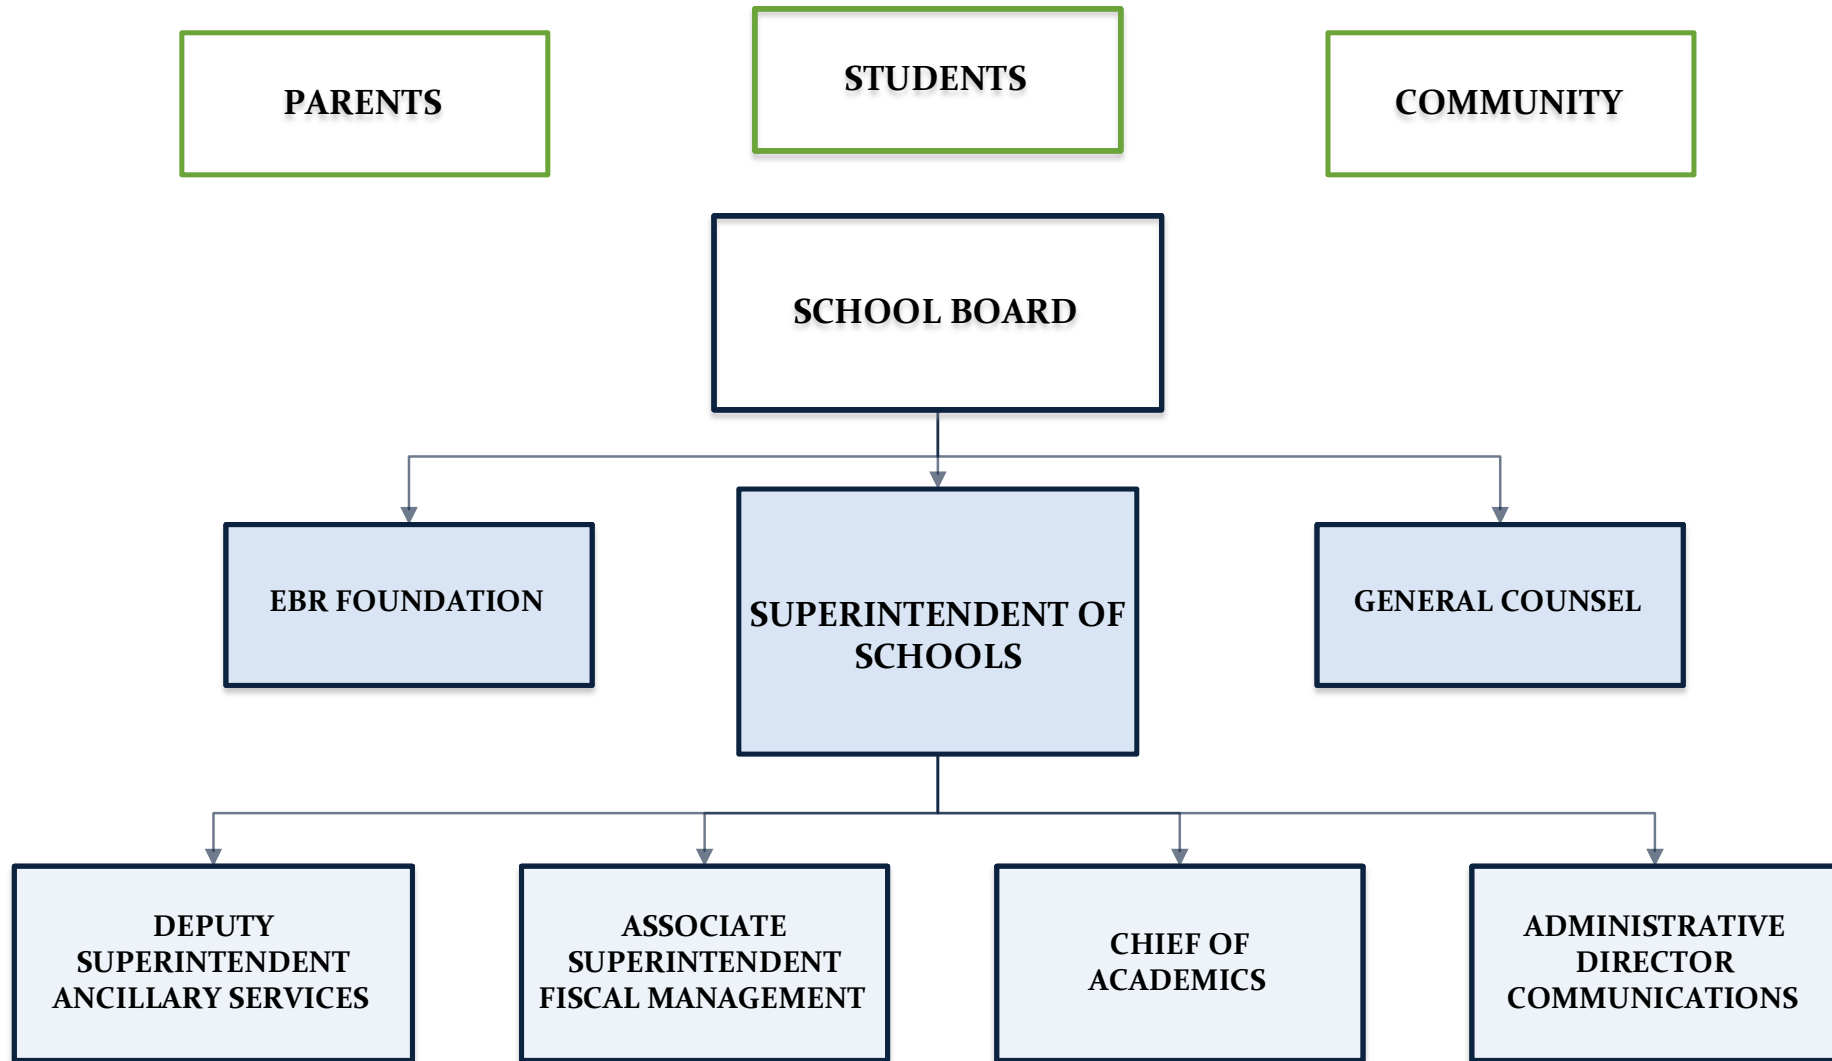 PARENTS
STUDENTS
COMMUNITY
SCHOOL BOARD
EBR FOUNDATION
SUPERINTENDENT OF
SCHOOLS
GENERAL COUNSEL
DEPUTY
SUPERINTENDENT
ANCILLARY SERVICES
ASSOCIATE
SUPERINTENDENT
FISCAL MANAGEMENT
CHIEF OF
ACADEMICS
ADMINISTRATIVE
DIRECTOR
COMMUNICATIONS